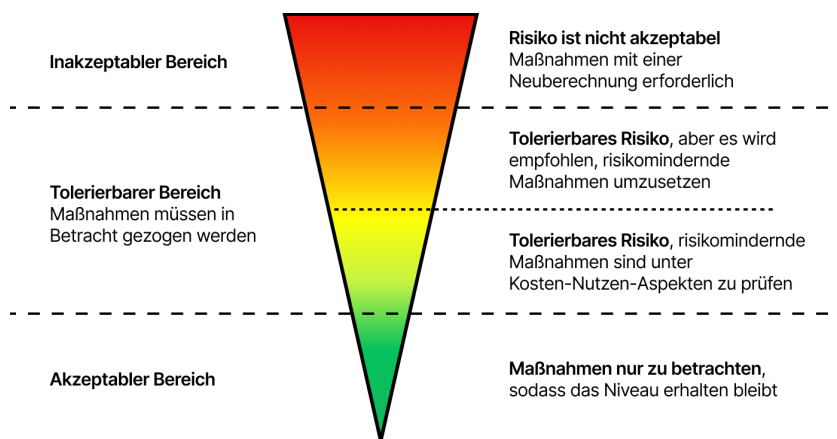 Inakzeptabler Bereich
Risiko ist nicht akzeptabel
Maßnahmen mit einer
Neuberechnung erforderlich
Tolerierbarer Bereich
Maßnahmen müssen in
Betracht gezogen werden
Tolerierbares Risiko, aber es wird
empfohlen, risikomindernde
Maßnahmen umzusetzen
Tolerierbares Risiko, risikomindernde
Maßnahmen sind unter
Kosten-Nutzen-Aspekten zu prüfen
Akzeptabler Bereich
Maßnahmen nur zu betrachten,
sodass das Niveau erhalten bleibt